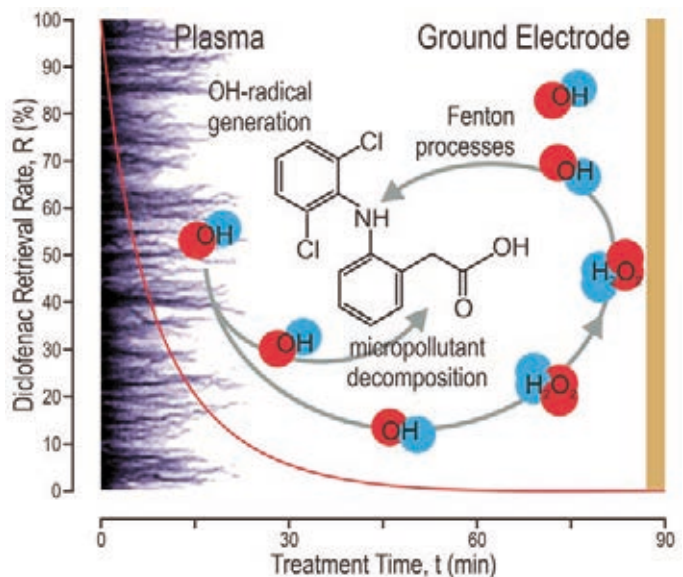 Plasma
Ground Electrode
OH-radical
generation
Fenton
processes
OH
OH
OH
OH
OH
H₂O₂
H₂O₂
Cl
Cl
NH
OH
O
micropollutant
decomposition
Diclofenac Retrieval Rate, R (%)
100
90
80
70
60
50
40
30
20
10
0
0
30
60
90
Treatment Time, t (min)